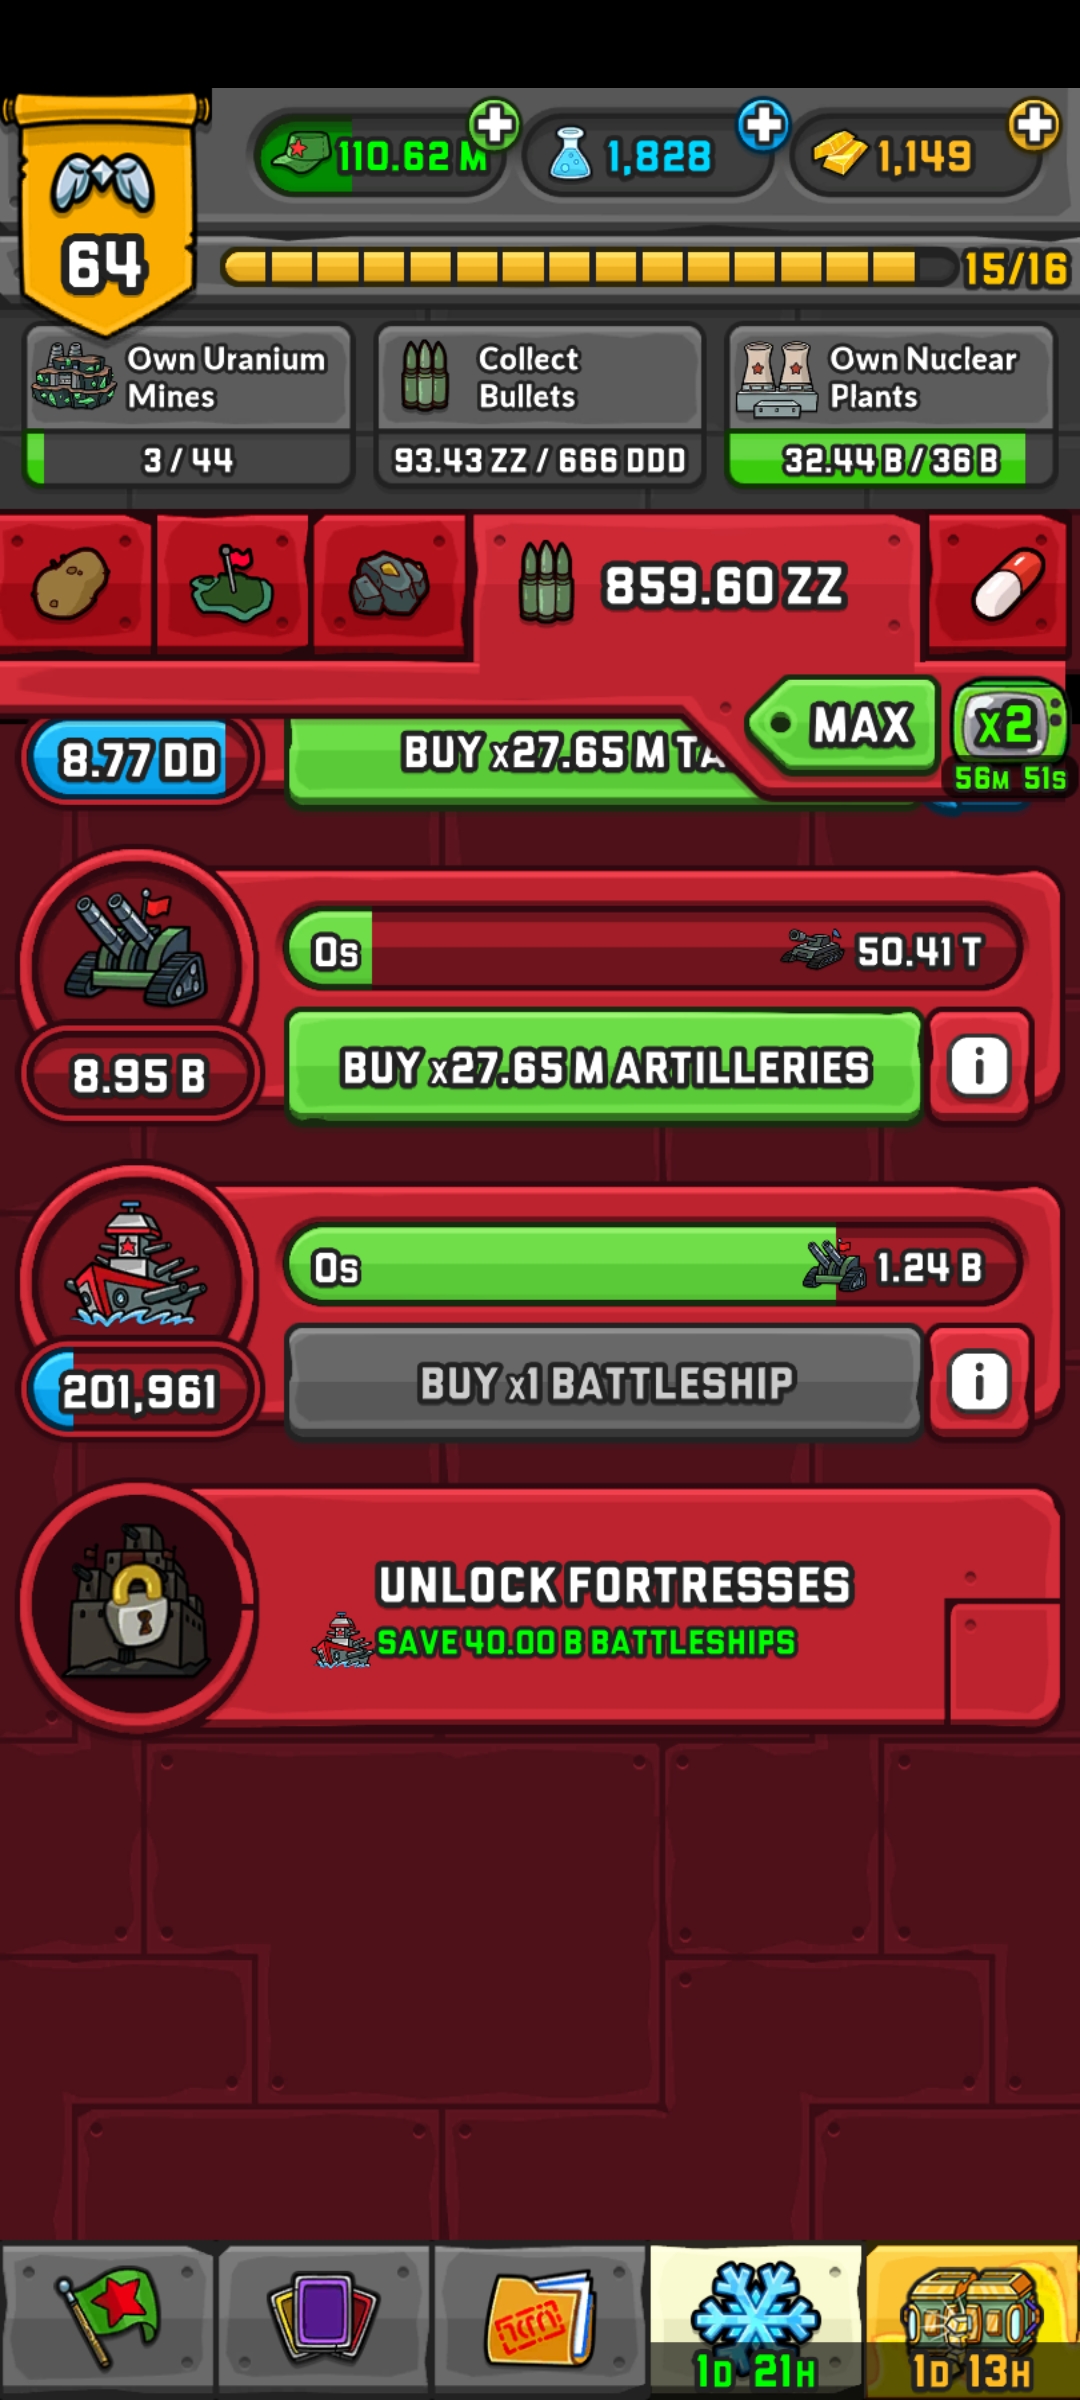 110.62 M
1,828
1,149
64
15/16
Own Uranium
Mines
3 / 44
Collect
Bullets
93.43 ZZ / 666 DDD
Own Nuclear
Plants
32.44 B / 36 B
859.60 ZZ
MAX
x2
56M 51S
8.77 DD
BUY x27.65 M TA
0s
50.41 T
8.95 B
BUY x27.65 M ARTILLERIES
i
0s
1.24 B
201,961
BUY x1 BATTLESHIP
i
UNLOCK FORTRESSES
SAVE 40.00 B BATTLESHIPS
1D 21H
1D 13H